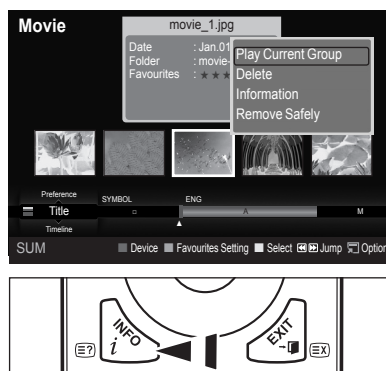 Movie
movie_1.jpg
Date : Jan.01
Folder : movie-
Favourites : ★★★
Play Current Group
Delete
Information
Remove Safely
Preference
SYMBOL ENG
Title A M
Timeline
SUM Device Favourites Setting Select Jump Option
INFO
i
EXIT